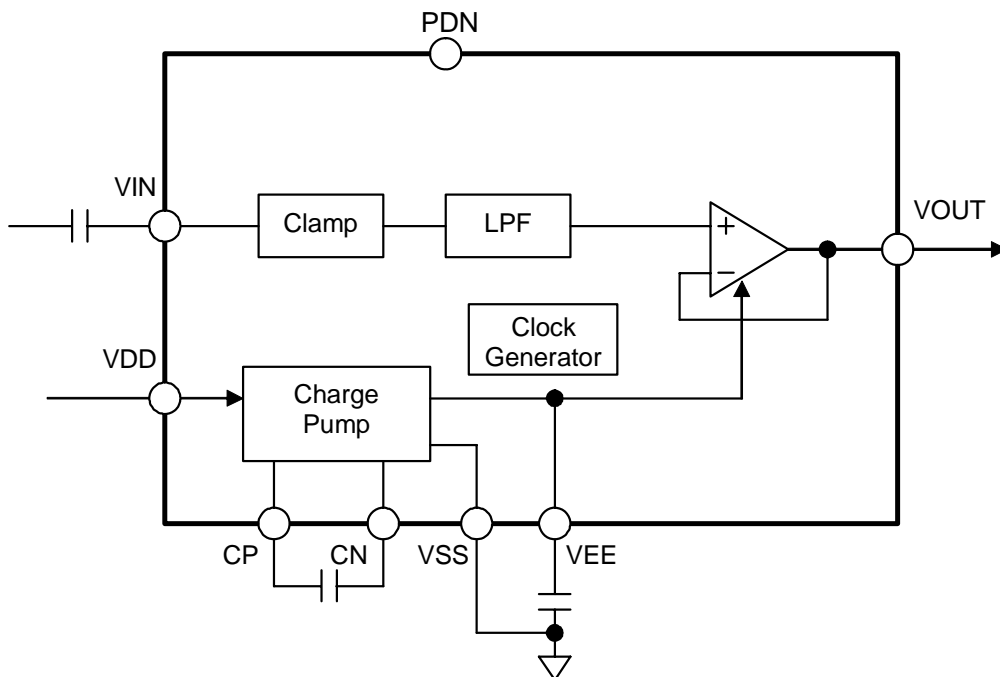 PDN
VIN
Clamp
LPF
+
−
VOUT
Clock
Generator
VDD
Charge
Pump
CP
CN
VSS
VEE